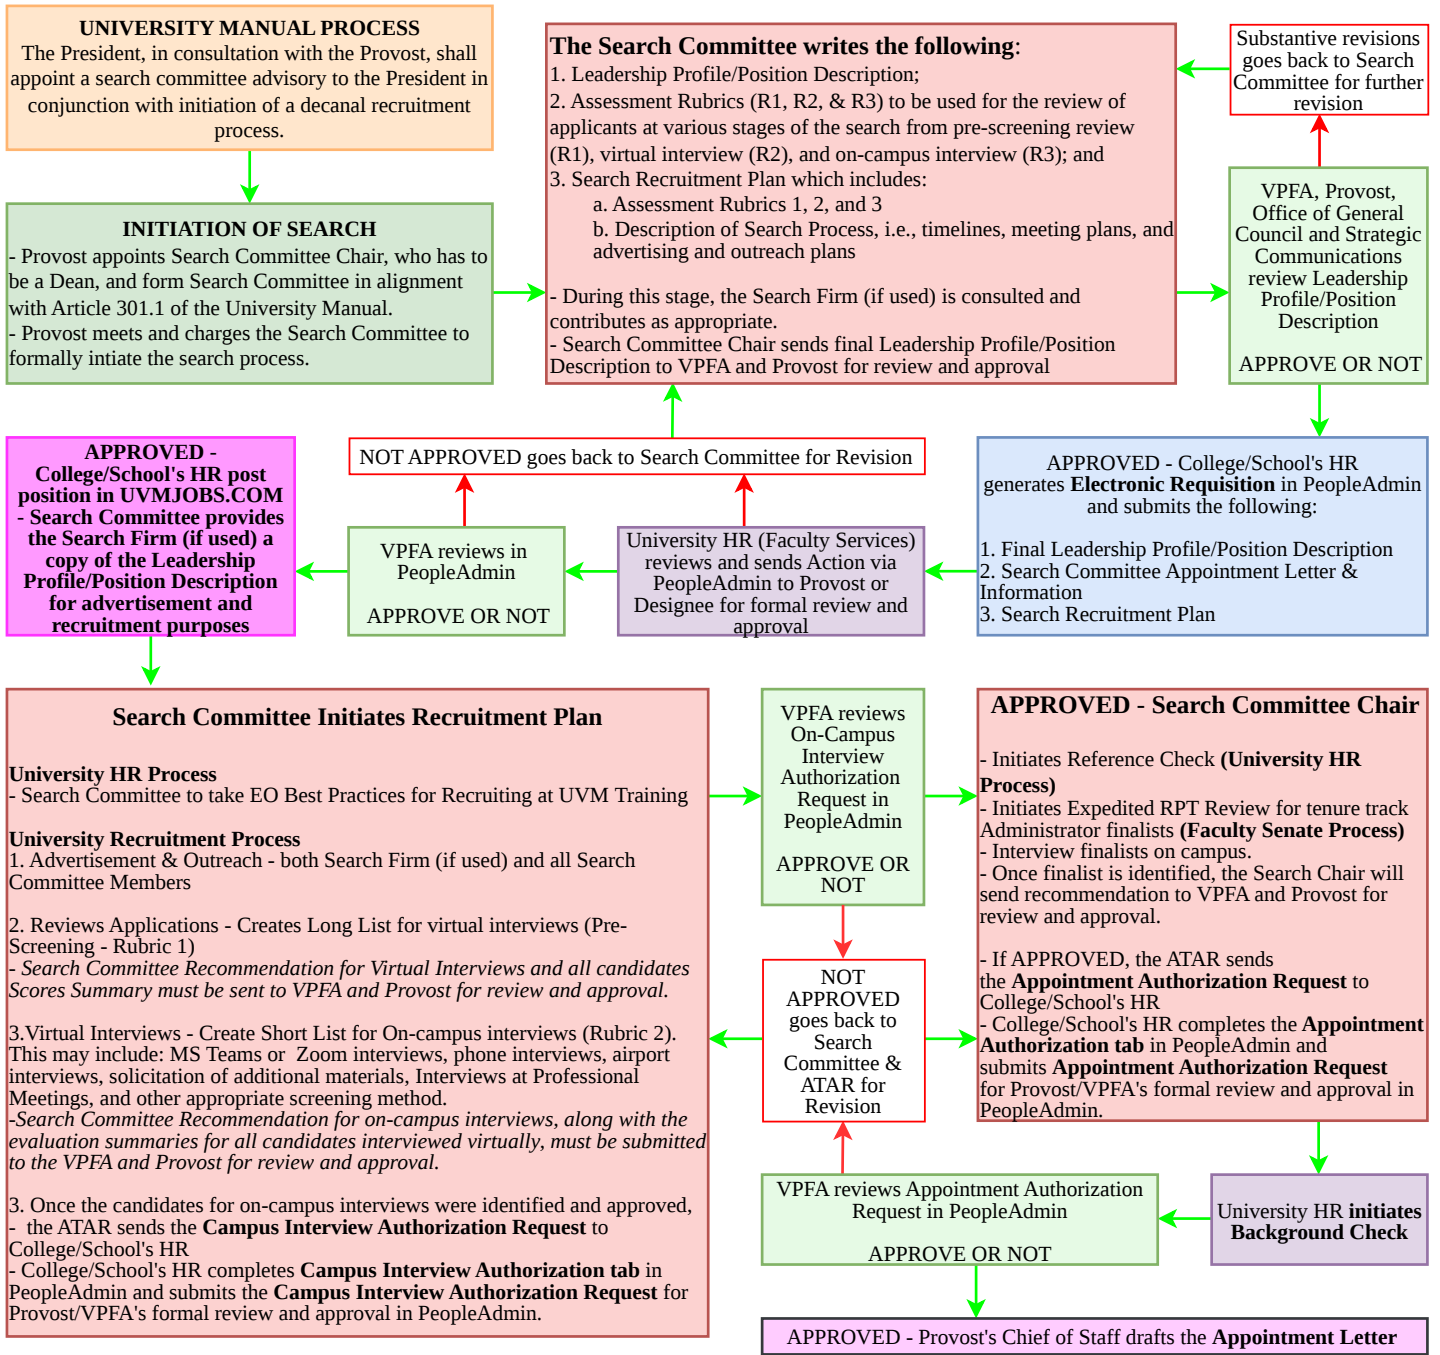 UNIVERSITY MANUAL PROCESS
The President, in consultation with the Provost, shall
appoint a search committee advisory to the President in
conjunction with initiation of a decanal recruitment
process.
INITIATION OF SEARCH
- Provost appoints Search Committee Chair, who has to
be a Dean, and form Search Committee in alignment
with Article 301.1 of the University Manual.
- Provost meets and charges the Search Committee to
formally intiate the search process.
The Search Committee writes the following:
1. Leadership Profile/Position Description;
2. Assessment Rubrics (R1, R2, & R3) to be used for the review of
applicants at various stages of the search from pre-screening review
(R1), virtual interview (R2), and on-campus interview (R3); and
3. Search Recruitment Plan which includes:
a. Assessment Rubrics 1, 2, and 3
b. Description of Search Process, i.e., timelines, meeting plans, and
advertising and outreach plans
- During this stage, the Search Firm (if used) is consulted and
contributes as appropriate.
- Search Committee Chair sends final Leadership Profile/Position
Description to VPFA and Provost for review and approval
Substantive revisions
goes back to Search
Committee for further
revision
VPFA, Provost,
Office of General
Council and Strategic
Communications
review Leadership
Profile/Position
Description
APPROVE OR NOT
APPROVED - College/School's HR
generates Electronic Requisition in PeopleAdmin
and submits the following:
1. Final Leadership Profile/Position Description
2. Search Committee Appointment Letter &
Information
3. Search Recruitment Plan
University HR (Faculty Services)
reviews and sends Action via
PeopleAdmin to Provost or
Designee for formal review and
approval
NOT APPROVED goes back to Search Committee for Revision
VPFA reviews in
PeopleAdmin
APPROVE OR NOT
APPROVED -
College/School's HR post
position in UVMJOBS.COM
- Search Committee provides
the Search Firm (if used) a
copy of the Leadership
Profile/Position Description
for advertisement and
recruitment purposes
Search Committee Initiates Recruitment Plan
University HR Process
- Search Committee to take EO Best Practices for Recruiting at UVM Training
University Recruitment Process
1. Advertisement & Outreach - both Search Firm (if used) and all Search
Committee Members
2. Reviews Applications - Creates Long List for virtual interviews (Pre-
Screening - Rubric 1)
- Search Committee Recommendation for Virtual Interviews and all candidates
Scores Summary must be sent to VPFA and Provost for review and approval.
3.Virtual Interviews - Create Short List for On-campus interviews (Rubric 2).
This may include: MS Teams or Zoom interviews, phone interviews, airport
interviews, solicitation of additional materials, Interviews at Professional
Meetings, and other appropriate screening method.
-Search Committee Recommendation for on-campus interviews, along with the
evaluation summaries for all candidates interviewed virtually, must be submitted
to the VPFA and Provost for review and approval.
3. Once the candidates for on-campus interviews were identified and approved,
- the ATAR sends the Campus Interview Authorization Request to
College/School's HR
- College/School's HR completes Campus Interview Authorization tab in
PeopleAdmin and submits the Campus Interview Authorization Request for
Provost/VPFA's formal review and approval in PeopleAdmin.
VPFA reviews
On-Campus
Interview
Authorization
Request in
PeopleAdmin
APPROVE OR
NOT
NOT
APPROVED
goes back to
Search
Committee &
ATAR for
Revision
APPROVED - Search Committee Chair
- Initiates Reference Check (University HR
Process)
- Initiates Expedited RPT Review for tenure track
Administrator finalists (Faculty Senate Process)
- Interview finalists on campus.
- Once finalist is identified, the Search Chair will
send recommendation to VPFA and Provost for
review and approval.
- If APPROVED, the ATAR sends
the Appointment Authorization Request to
College/School's HR
- College/School's HR completes the Appointment
Authorization tab in PeopleAdmin and
submits Appointment Authorization Request
for Provost/VPFA's formal review and approval in
PeopleAdmin.
University HR initiates
Background Check
VPFA reviews Appointment Authorization
Request in PeopleAdmin
APPROVE OR NOT
APPROVED - Provost's Chief of Staff drafts the Appointment Letter